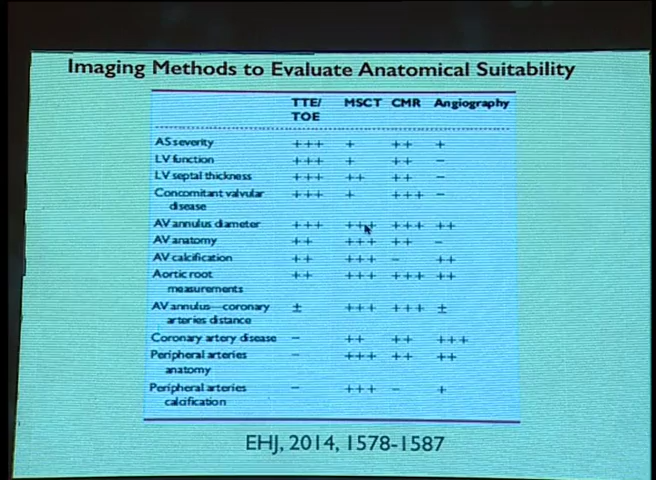 Imaging Methods to Evaluate Anatomical Suitability
TTE/ MSCT CMR Angiography
TOE
AS severity +++ + ++ +
LV function +++ + ++ –
LV septal thickness +++ ++ ++ –
Concomitant valvular +++ + +++ –
disease
AV annulus diameter +++ +++ +++ ++
AV anatomy ++ +++ ++ –
AV calcification ++ +++ – ++
Aortic root ++ +++ +++ ++
measurements
AV annulus–coronary ± +++ +++ ±
arteries distance
Coronary artery disease – ++ ++ +++
Peripheral arteries – +++ ++ ++
anatomy
Peripheral arteries – +++ – +
calcification
EHJ, 2014, 1578-1587